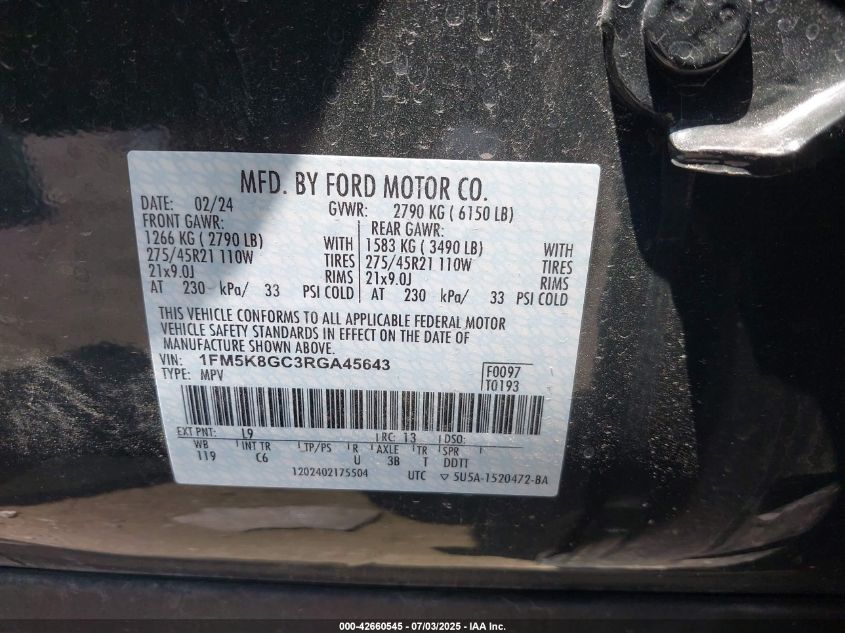 MFD. BY FORD MOTOR CO.
DATE: 02/24 GVWR: 2790 KG ( 6150 LB)
FRONT GAWR: REAR GAWR:
1266 KG ( 2790 LB) WITH 1583 KG ( 3490 LB) WITH
275/45R21 110W TIRES 275/45R21 110W TIRES
21x9.0J RIMS 21x9.0J RIMS
AT 230 kPa/ 33 PSI COLD AT 230 kPa/ 33 PSI COLD
THIS VEHICLE CONFORMS TO ALL APPLICABLE FEDERAL MOTOR
VEHICLE SAFETY STANDARDS IN EFFECT ON THE DATE OF
MANUFACTURE SHOWN ABOVE.
VIN: 1FM5K8GC3RGA45643 F0097
TYPE: MPV T0193
EXT PNT: L9 RC: 13 DSO:
WB INT TR TP/PS R AXLE TR SPR
119 C6 U 3B T DDTT
1202402175504 UTC ▽ 5U5A-1520472-BA
000-42660545 - 07/03/2025 - IAA Inc.